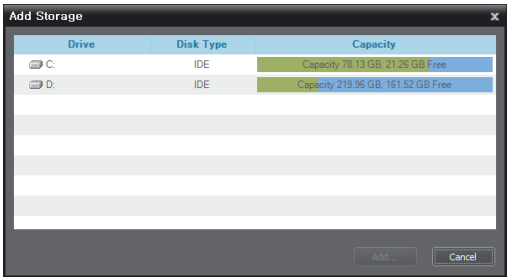 Add Storage x
Drive Disk Type Capacity
C: IDE Capacity 78.13 GB, 21.26 GB Free
D: IDE Capacity 219.96 GB, 161.52 GB Free
Add... Cancel